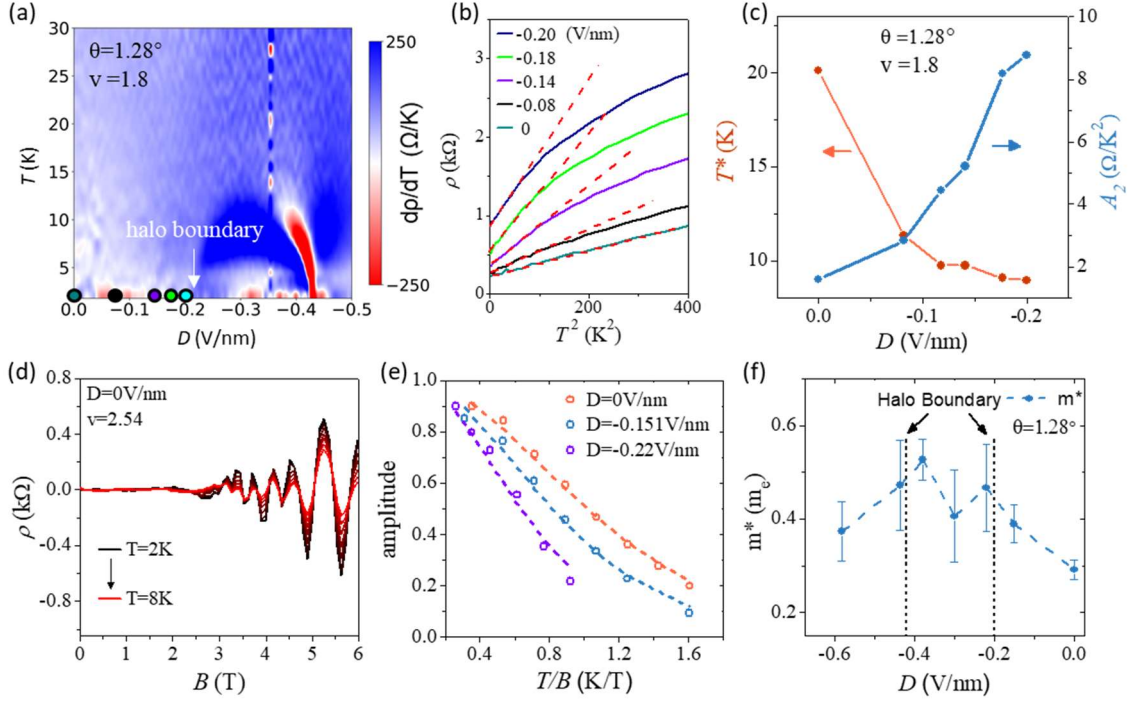 (a)
30
25
20
15
10
5
T(K)
θ=1.28°
v =1.8
halo boundary
0.0 -0.1 -0.2 −0.3 −0.4 −0.5
D (V/nm)
250
−250
dρ/dT (Ω/K)
(b)
-0.20 (V/nm)
-0.18
-0.14
-0.08
0
3
2
1
0
ρ (kΩ)
0 200 400
T² (K²)
(c)
θ =1.28°
v =1.8
20
15
10
T* (K)
10
8
6
4
2
A₂ (Ω/K²)
0.0 -0.1 -0.2
D (V/nm)
(d)
D=0V/nm
v=2.54
0.8
0.4
0.0
-0.4
-0.8
ρ (kΩ)
T=2K
T=8K
0 1 2 3 4 5 6
B (T)
(e)
D=0V/nm
D=-0.151V/nm
D=-0.22V/nm
1.0
0.8
0.6
0.4
0.2
0.0
amplitude
0.4 0.8 1.2 1.6
T/B (K/T)
(f)
Halo Boundary m*
θ=1.28°
0.6
0.4
0.2
m* (mₑ)
-0.6 -0.4 -0.2 0.0
D (V/nm)